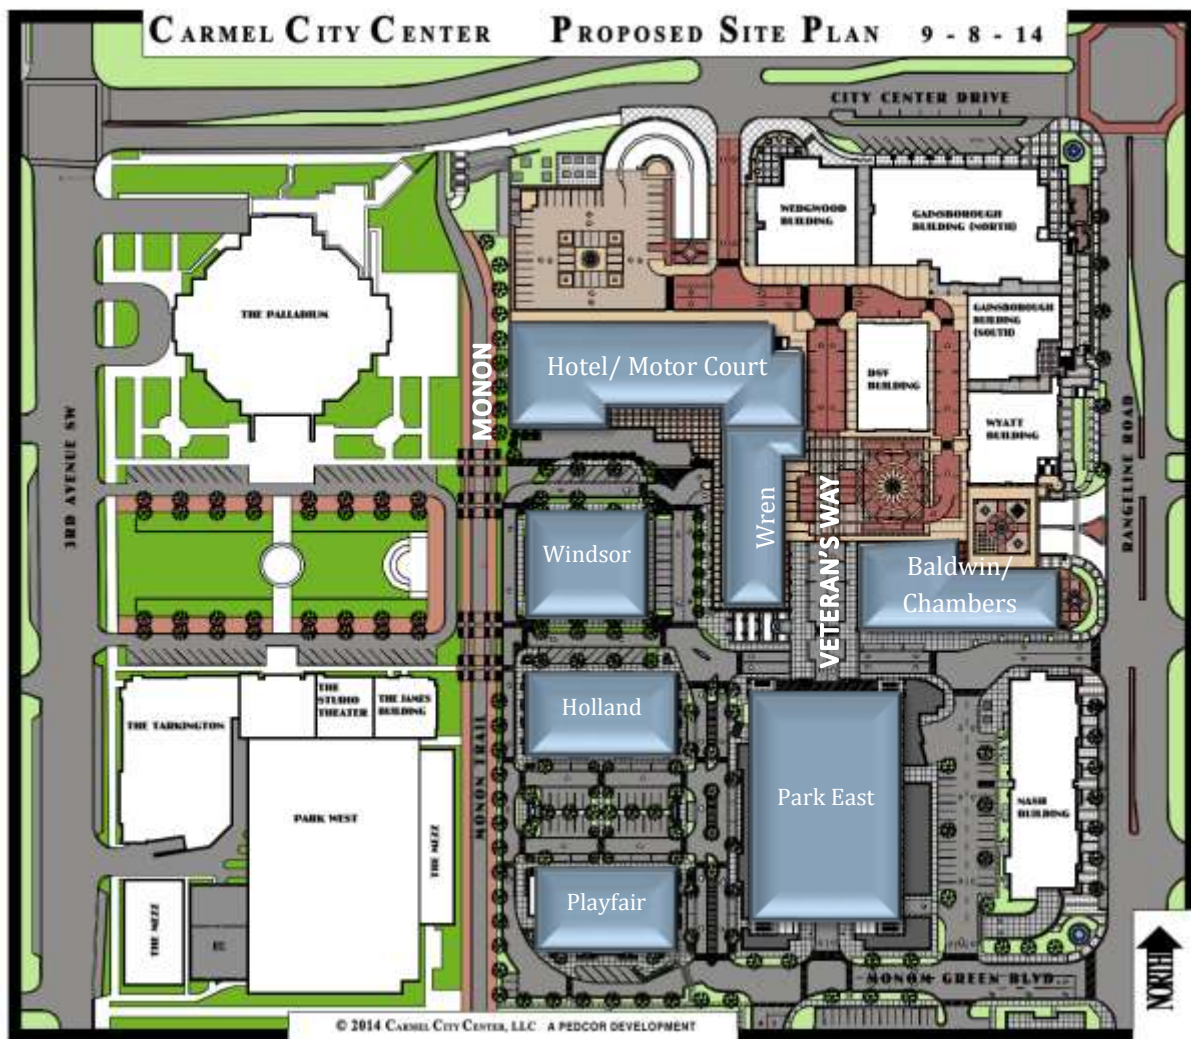 CARMEL CITY CENTER PROPOSED SITE PLAN 9 - 8 - 14
CITY CENTER DRIVE
WEDGWOOD
BUILDING
GAINSBOROUGH
BUILDING (NORTH)
THE PALLADIUM
GAINSBOROUGH
BUILDING
(SOUTH)
MONON
Hotel/ Motor Court
DSV
BUILDING
WYATT
BUILDING
3RD AVENUE SW
RANGELINE ROAD
Wren
VETERAN'S WAY
Windsor
Baldwin/
Chambers
THE TARKINGTON
THE
STUDIO
THEATER
THE JAMES
BUILDING
Holland
MONON TRAIL
Park East
NASH
BUILDING
PARK WEST
THE MEZZ
THE MEZZ
Playfair
MONON GREEN BLVD
NORTH
© 2014 CARMEL CITY CENTER, LLC A PEDCOR DEVELOPMENT